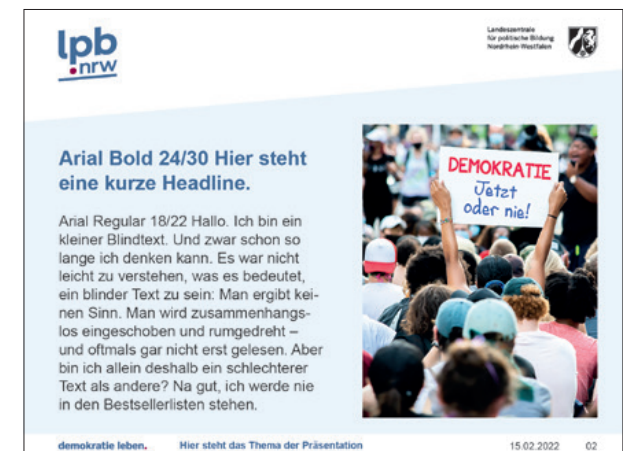 lpb
.nrw
Landeszentrale
für politische Bildung
Nordrhein-Westfalen
Arial Bold 24/30 Hier steht
eine kurze Headline.
Arial Regular 18/22 Hallo. Ich bin ein
kleiner Blindtext. Und zwar schon so
lange ich denken kann. Es war nicht
leicht zu verstehen, was es bedeutet,
ein blinder Text zu sein: Man ergibt kei-
nen Sinn. Man wird zusammenhangs-
los eingeschoben und rumgedreht –
und oftmals gar nicht erst gelesen. Aber
bin ich allein deshalb ein schlechterer
Text als andere? Na gut, ich werde nie
in den Bestsellerlisten stehen.
DEMOKRATIE
Jetzt
oder nie!
demokratie leben. Hier steht das Thema der Präsentation 15.02.2022 02